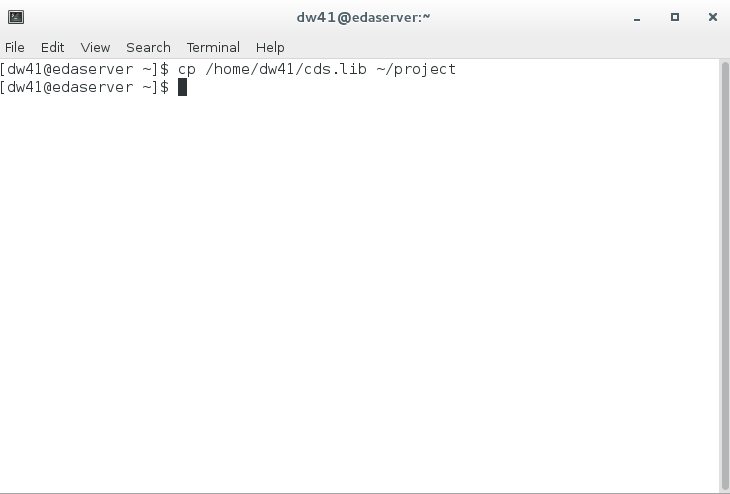 dw41@edaserver:~
File Edit View Search Terminal Help
[dw41@edaserver ~]$ cp /home/dw41/cds.lib ~/project
[dw41@edaserver ~]$